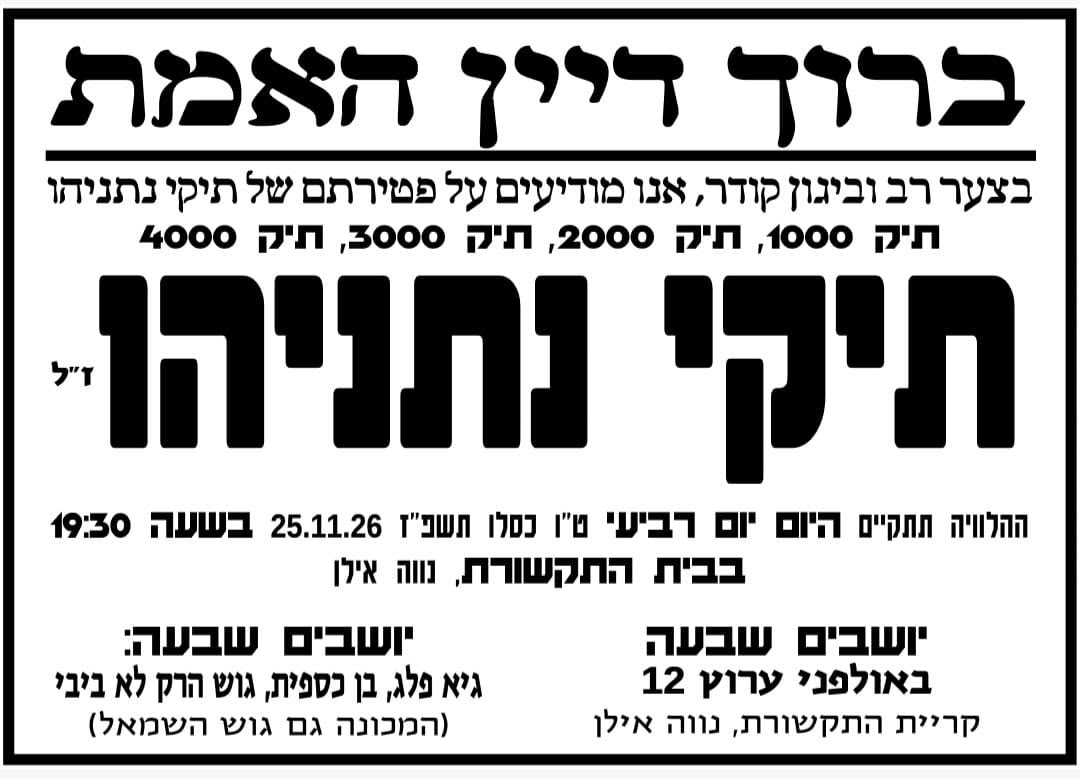 ברוך דיין האמת
בצער רב וביגון קודר, אנו מודיעים על פטירתם של תיקי נתניהו
תיק 1000, תיק 2000, תיק 3000, תיק 4000
תיקי נתניהו ז"ל
ההלוויה תתקיים היום יום רביעי ט"ו כסלו תשפ"ז 25.11.26 בשעה 19:30
בבית התקשורת, נווה אילן
יושבים שבעה
באולפני ערוץ 12
קריית התקשורת, נווה אילן
יושבים שבעה:
גיא פלג, בן כספית, גוש הרק לא ביבי
(המכונה גם גוש השמאל)